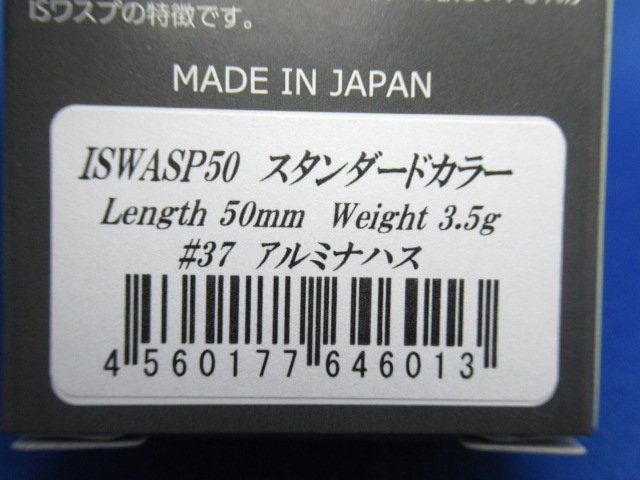 ISワスプの特徴です。
MADE IN JAPAN
ISWASP50 スタンダードカラー
Length 50mm Weight 3.5g
#37 アルミナハス
4 560177 646013